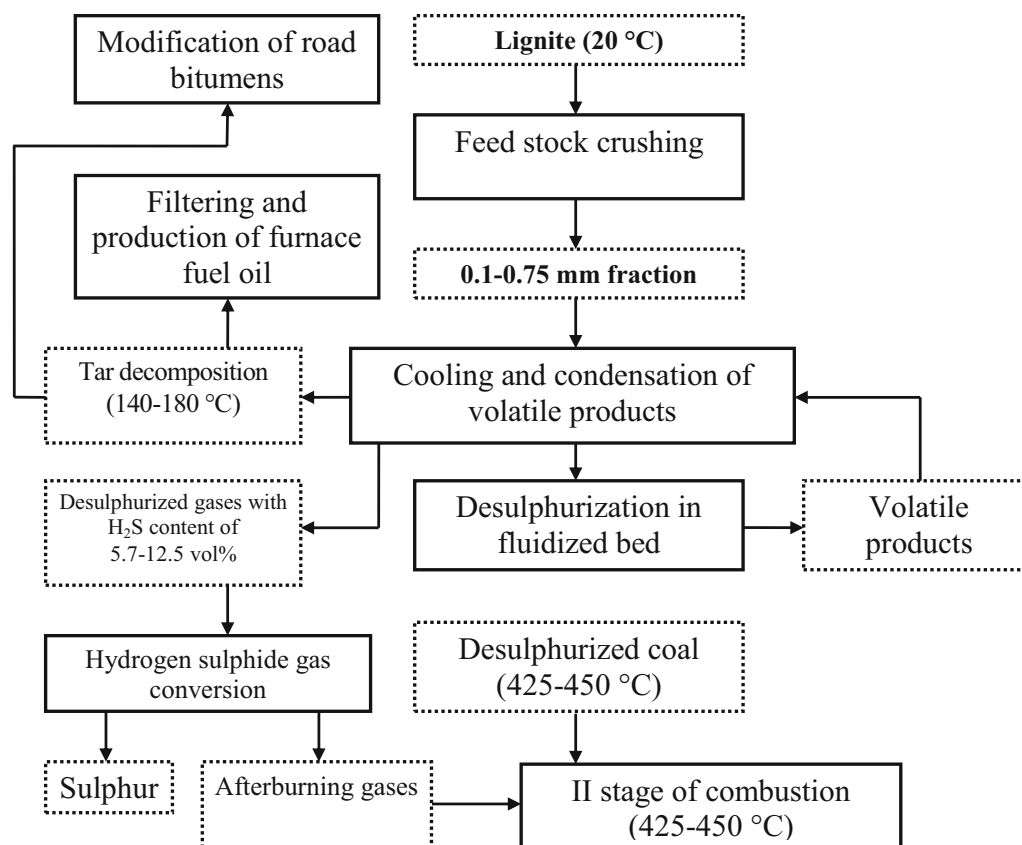 Modification of road
bitumens
Lignite (20 °C)
Feed stock crushing
Filtering and
production of furnace
fuel oil
0.1-0.75 mm fraction
Tar decomposition
(140-180 °C)
Cooling and condensation of
volatile products
Desulphurized gases with
H₂S content of
5.7-12.5 vol%
Desulphurization in
fluidized bed
Volatile
products
Hydrogen sulphide gas
conversion
Desulphurized coal
(425-450 °C)
Sulphur
Afterburning gases
II stage of combustion
(425-450 °C)